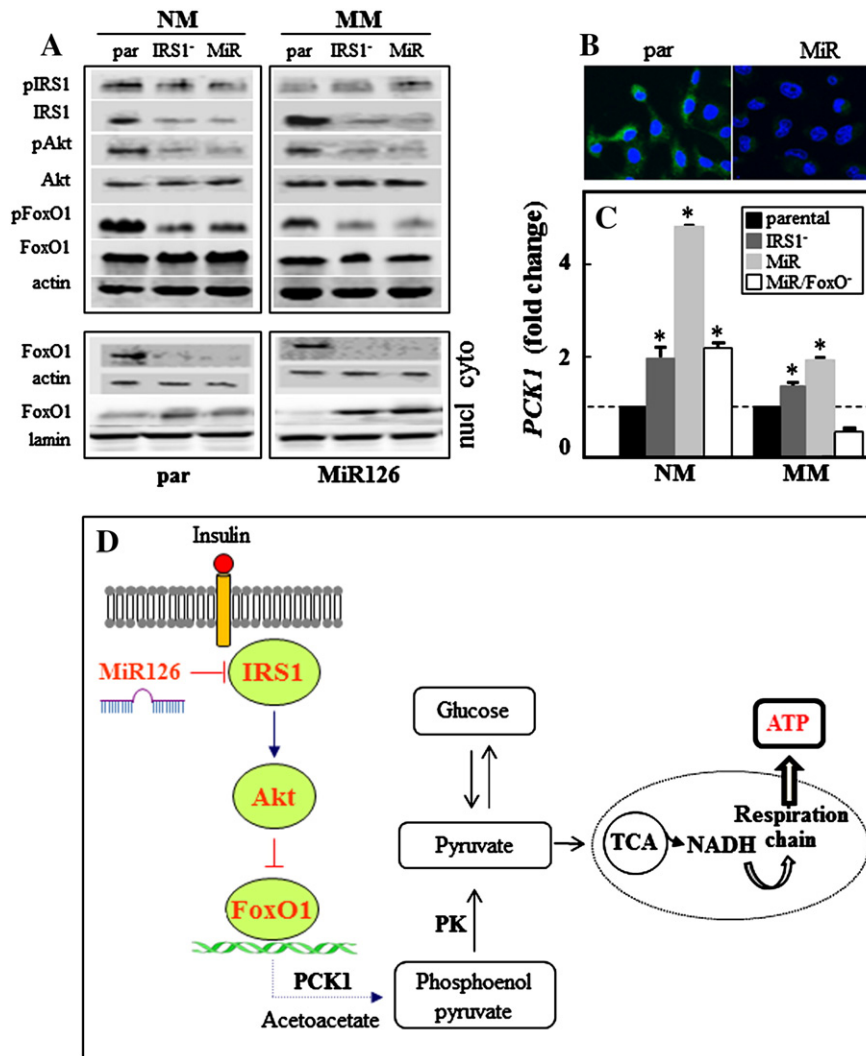 A
NM
MM
par IRS1- MiR
par IRS1- MiR
pIRS1
IRS1
pAkt
Akt
pFoxO1
FoxO1
actin
FoxO1
actin
cyto
FoxO1
lamin
nucl
par
MiR126
B
par
MiR
C
PCK1 (fold change)
4
2
0
parental
IRS1-
MiR
MiR/FoxO-
*
*
*
*
*
NM
MM
D
Insulin
MiR126
IRS1
Akt
FoxO1
PCK1
Acetoacetate
Glucose
Pyruvate
PK
Phosphoenol
pyruvate
TCA
NADH
Respiration
chain
ATP